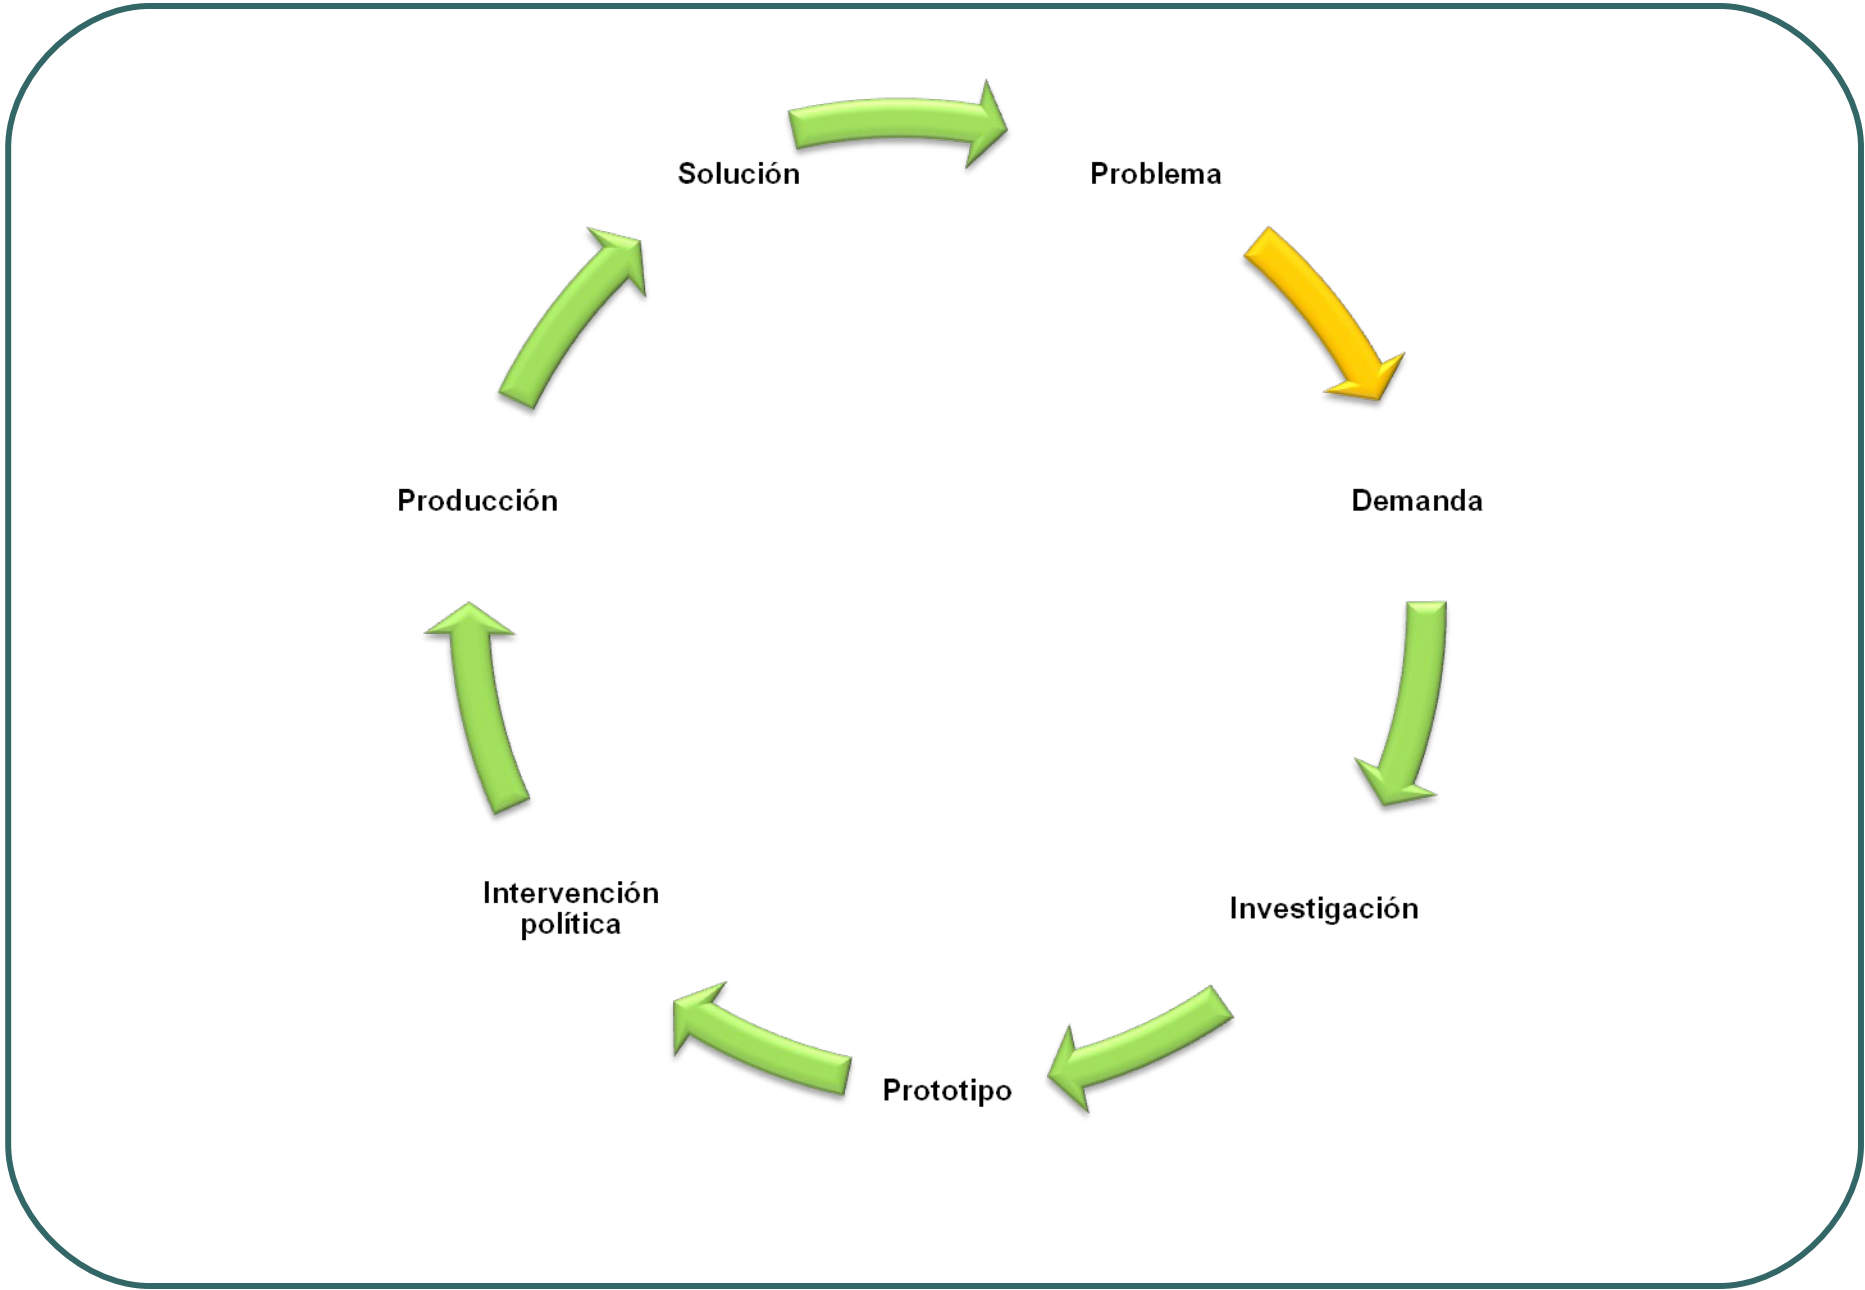 Solución
Problema
Producción
Demanda
Intervención
política
Investigación
Prototipo